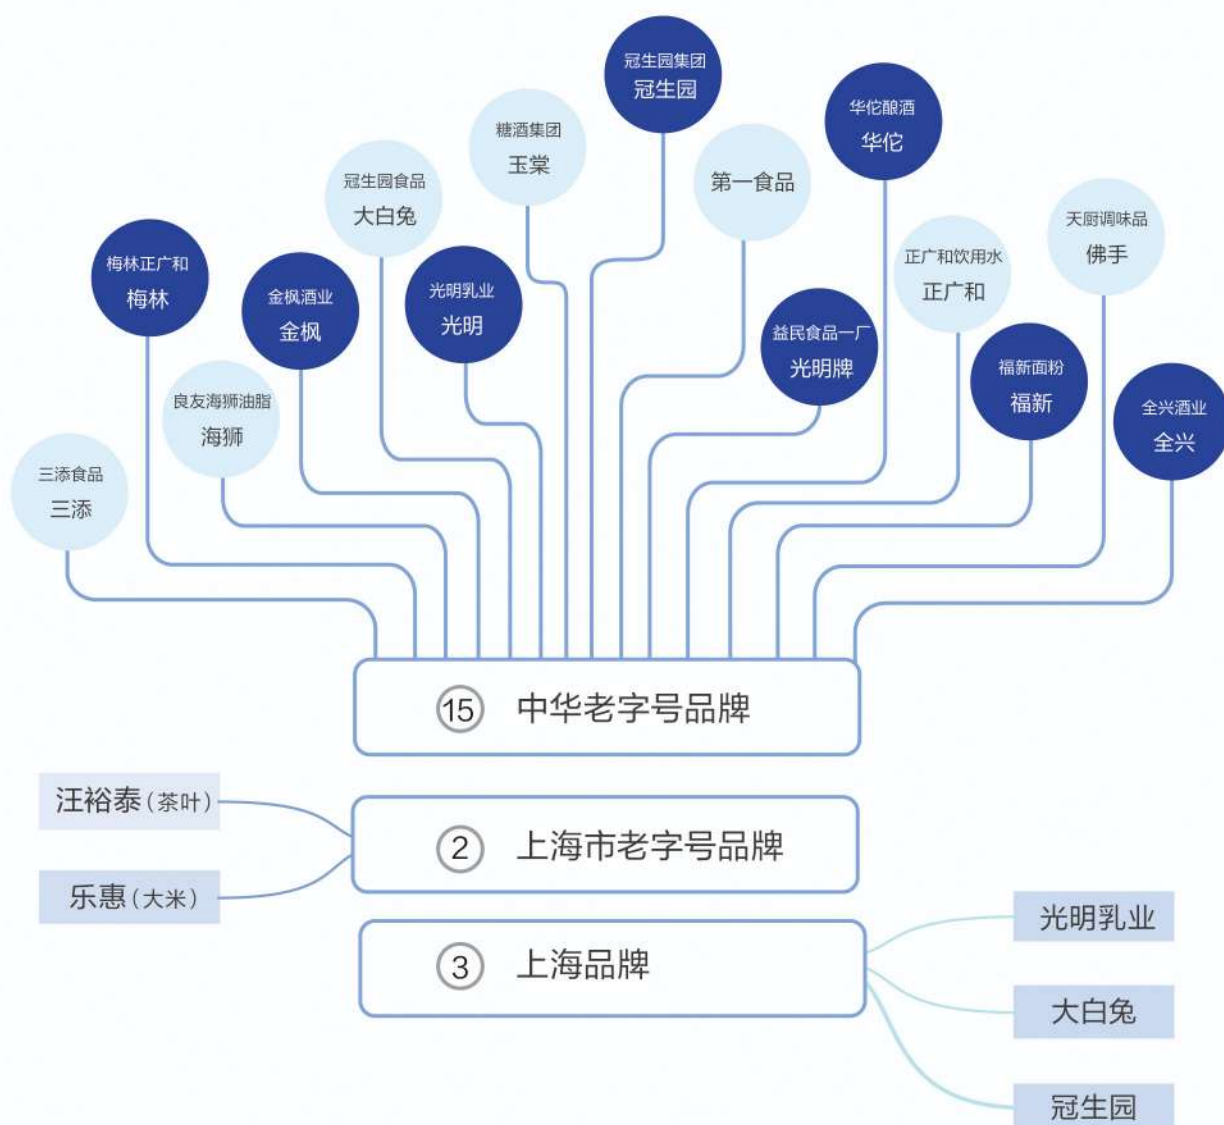 冠生园集团
冠生园
华佗酿酒
华佗
糖酒集团
玉棠
第一食品
冠生园食品
大白兔
天厨调味品
佛手
梅林正广和
梅林
金枫酒业
金枫
光明乳业
光明
正广和饮用水
正广和
益民食品一厂
光明牌
福新面粉
福新
良友海狮油脂
海狮
全兴酒业
全兴
三添食品
三添
15 中华老字号品牌
汪裕泰(茶叶)
2 上海市老字号品牌
乐惠(大米)
3 上海品牌
光明乳业
大白兔
冠生园